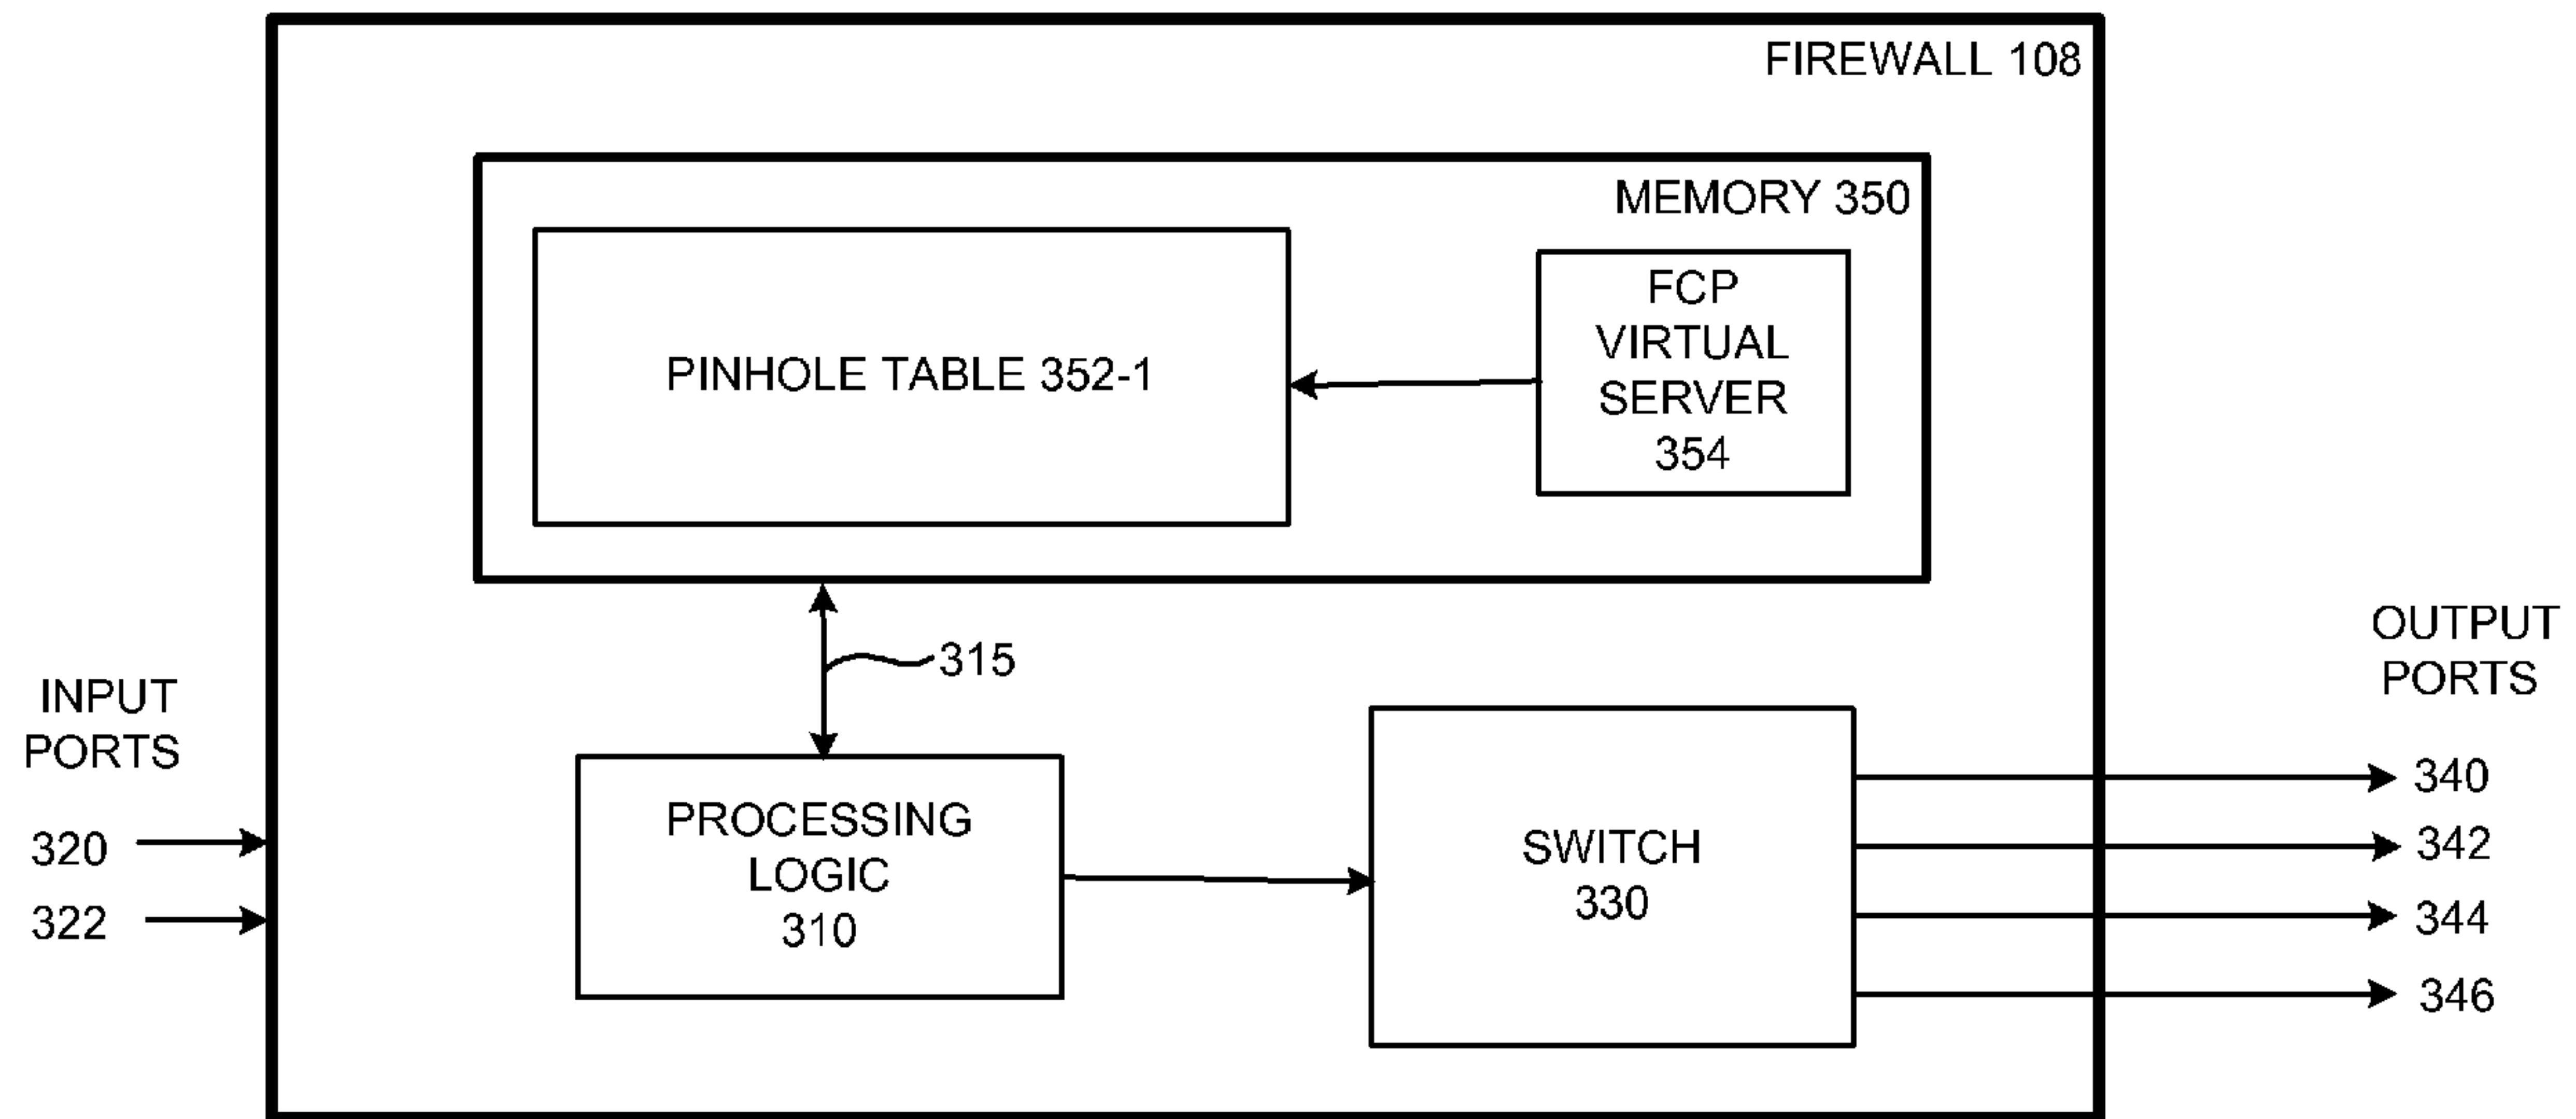 FIREWALL 108
MEMORY 350
PINHOLE TABLE 352-1
FCP
VIRTUAL
SERVER
354
315
INPUT
PORTS
320
322
PROCESSING
LOGIC
310
SWITCH
330
OUTPUT
PORTS
340
342
344
346